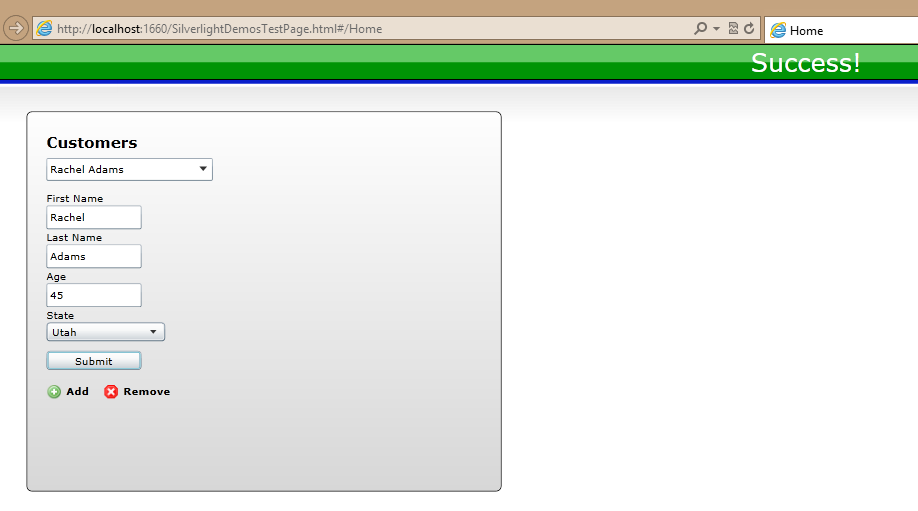 http://localhost:1660/SilverlightDemosTestPage.html#/Home
Home
Success!
Customers
Rachel Adams
First Name
Rachel
Last Name
Adams
Age
45
State
Utah
Submit
Add Remove